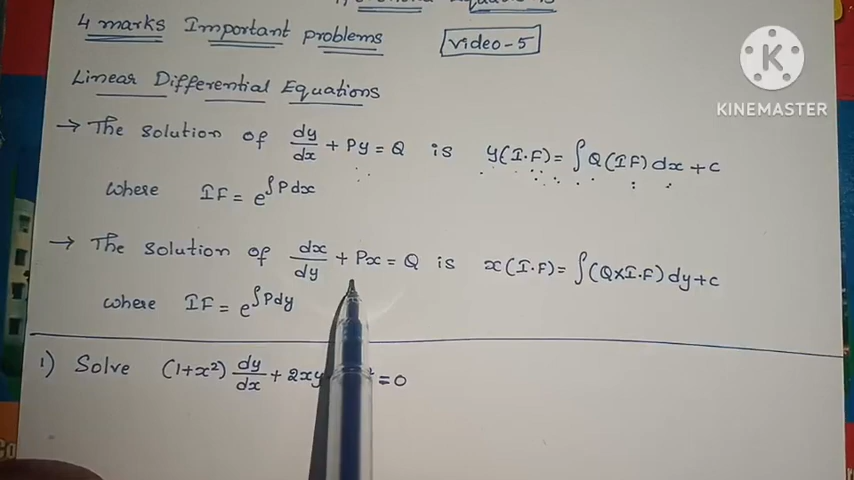 4 marks Important problems
video-5
KINEMASTER
Linear Differential Equations
→ The solution of dy/dx + Py = Q is y(I.F) = ∫Q(IF) dx + c
where IF = e^∫Pdx
→ The solution of dx/dy + Px = Q is x(I.F) = ∫(Q×I.F) dy + c
where IF = e^∫Pdy
1) Solve (1+x²) dy/dx + 2xy = 0